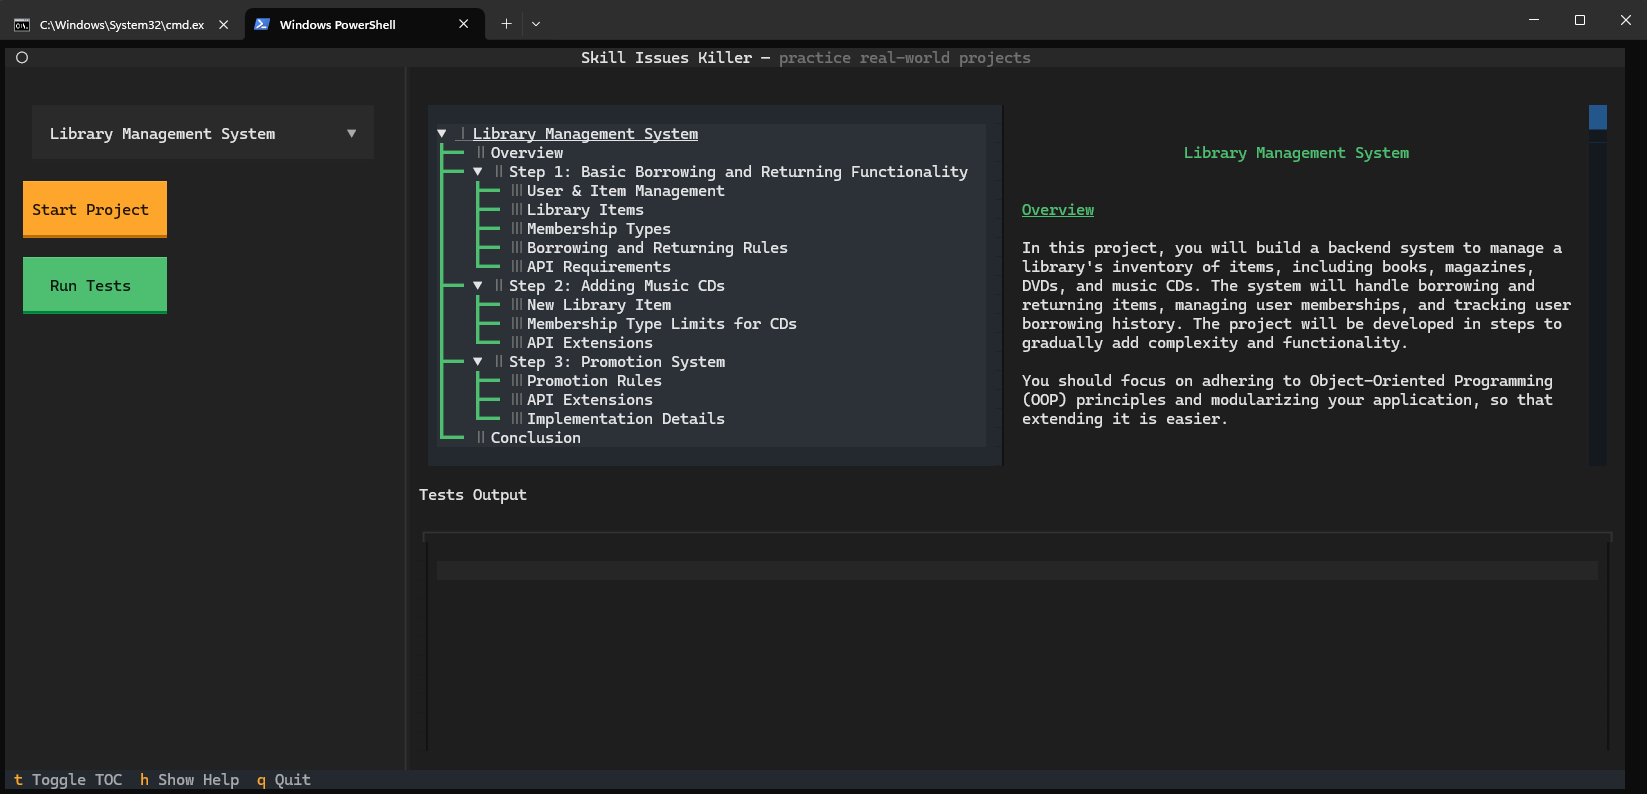 C:\Windows\System32\cmd.ex
Windows PowerShell
Skill Issues Killer — practice real-world projects
Library Management System
Start Project
Run Tests
Library Management System
Overview
Step 1: Basic Borrowing and Returning Functionality
User & Item Management
Library Items
Membership Types
Borrowing and Returning Rules
API Requirements
Step 2: Adding Music CDs
New Library Item
Membership Type Limits for CDs
API Extensions
Step 3: Promotion System
Promotion Rules
API Extensions
Implementation Details
Conclusion
Library Management System
Overview
In this project, you will build a backend system to manage a
library's inventory of items, including books, magazines,
DVDs, and music CDs. The system will handle borrowing and
returning items, managing user memberships, and tracking user
borrowing history. The project will be developed in steps to
gradually add complexity and functionality.
You should focus on adhering to Object-Oriented Programming
(OOP) principles and modularizing your application, so that
extending it is easier.
Tests Output
t Toggle TOC h Show Help q Quit